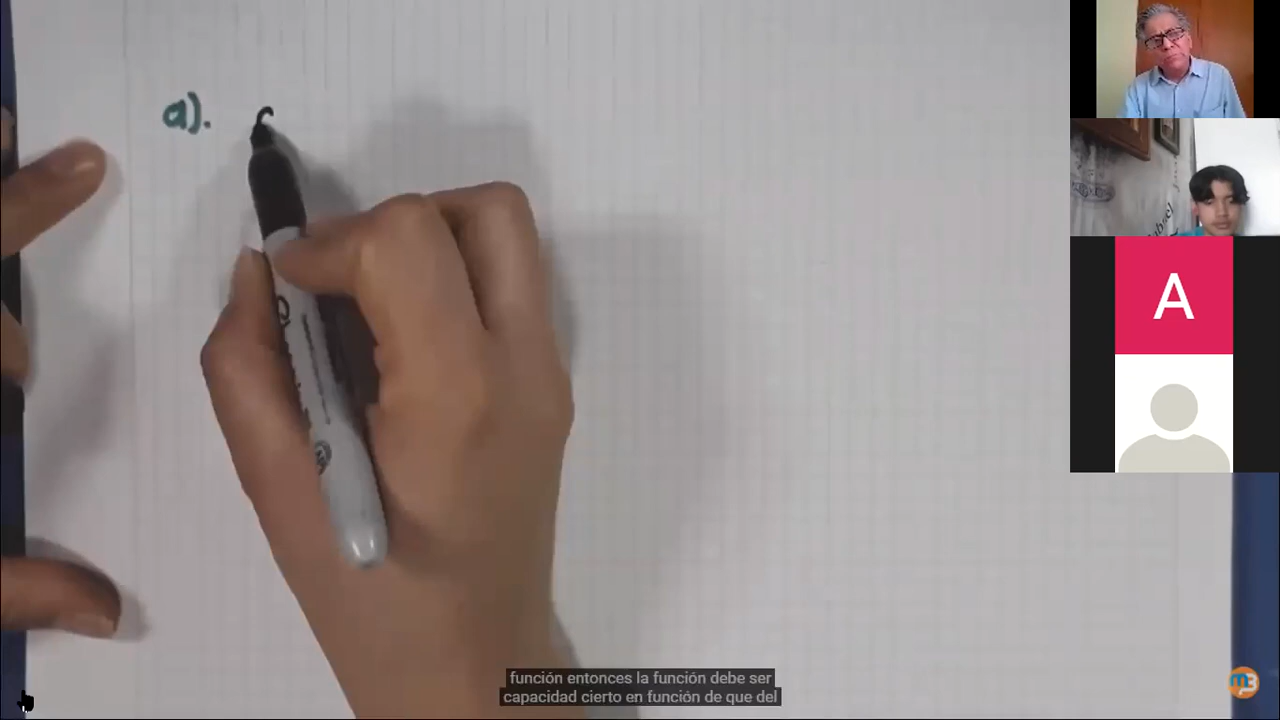 a).
A
función entonces la función debe ser
capacidad cierto en función de que del